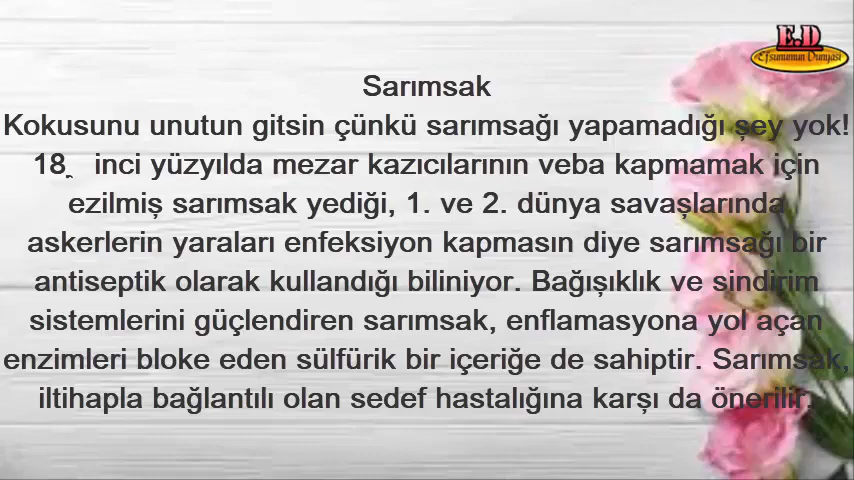 E.D
Efsunumun Dunyasi
Sarımsak
Kokusunu unutun gitsin çünkü sarımsağı yapamadığı şey yok!
18. inci yüzyılda mezar kazıcılarının veba kapmamak için
ezilmiş sarımsak yediği, 1. ve 2. dünya savaşlarında
askerlerin yaraları enfeksiyon kapmasın diye sarımsağı bir
antiseptik olarak kullandığı biliniyor. Bağışıklık ve sindirim
sistemlerini güçlendiren sarımsak, enflamasyona yol açan
enzimleri bloke eden sülfürik bir içeriğe de sahiptir. Sarımsak,
iltihapla bağlantılı olan sedef hastalığına karşı da önerilir.